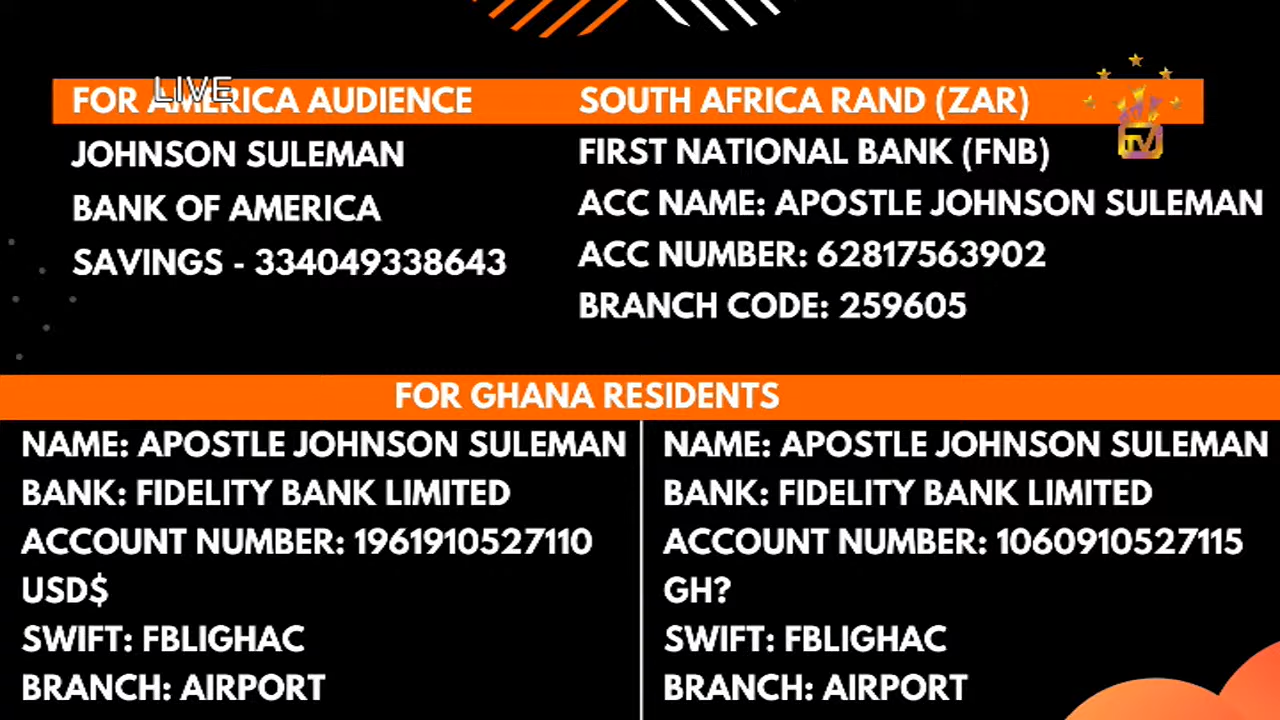 LIVE
FOR AMERICA AUDIENCE
JOHNSON SULEMAN
BANK OF AMERICA
SAVINGS - 334049338643
SOUTH AFRICA RAND (ZAR)
FIRST NATIONAL BANK (FNB)
ACC NAME: APOSTLE JOHNSON SULEMAN
ACC NUMBER: 62817563902
BRANCH CODE: 259605
TV
FOR GHANA RESIDENTS
NAME: APOSTLE JOHNSON SULEMAN
BANK: FIDELITY BANK LIMITED
ACCOUNT NUMBER: 1961910527110
USD$
SWIFT: FBLIGHAC
BRANCH: AIRPORT
NAME: APOSTLE JOHNSON SULEMAN
BANK: FIDELITY BANK LIMITED
ACCOUNT NUMBER: 1060910527115
GH?
SWIFT: FBLIGHAC
BRANCH: AIRPORT